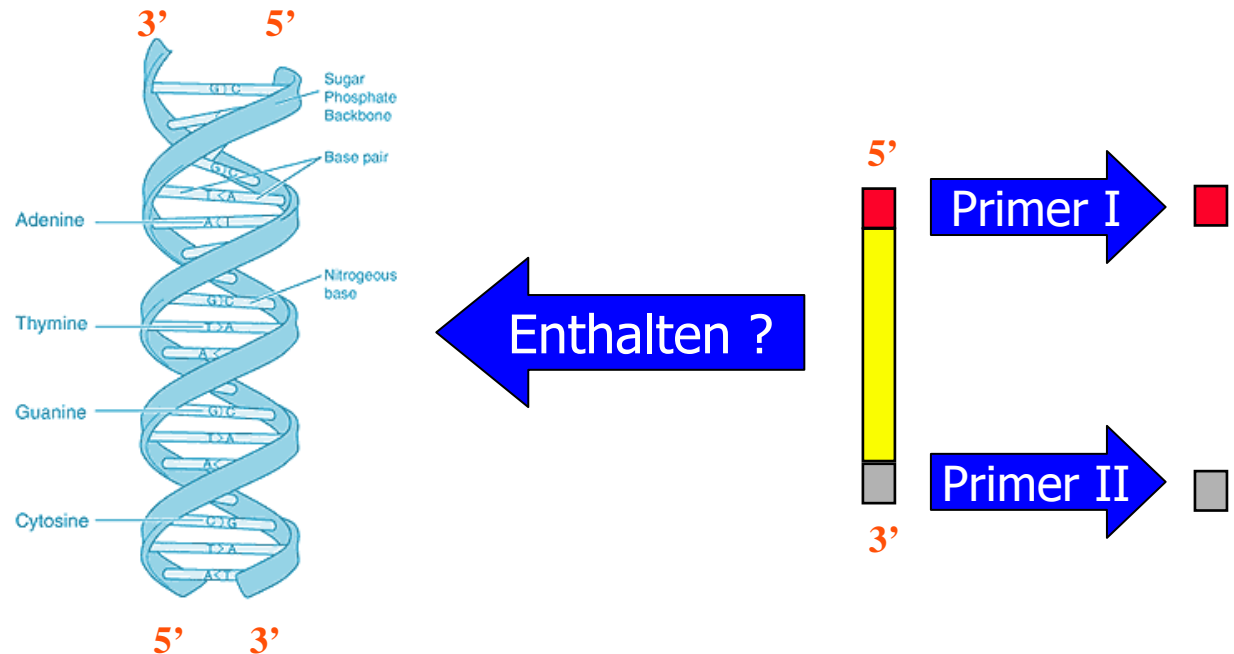 3’ 5’
Sugar
Phosphate
Backbone
G C
Base pair
G C
T A
Adenine
A T
Nitrogeous
base
G C
Thymine
T A
A
Guanine
G C
T A
A
Cytosine
C G
T A
A T
5’ 3’
Enthalten ?
5’
Primer I
Primer II
3’